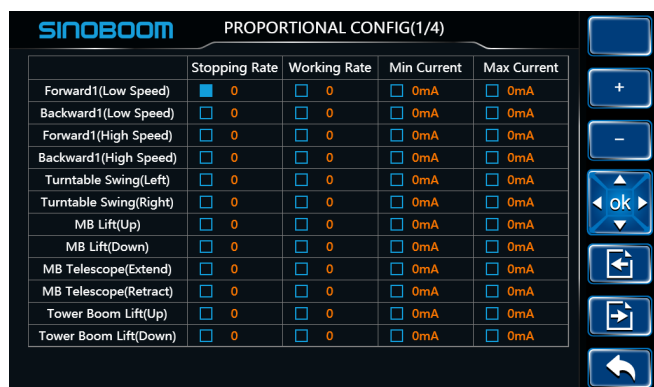 SINOBOOM
PROPORTIONAL CONFIG(1/4)
Stopping Rate Working Rate Min Current Max Current
Forward1(Low Speed) 0 0 0mA 0mA
Backward1(Low Speed) 0 0 0mA 0mA
Forward1(High Speed) 0 0 0mA 0mA
Backward1(High Speed) 0 0 0mA 0mA
Turntable Swing(Left) 0 0 0mA 0mA
Turntable Swing(Right) 0 0 0mA 0mA
MB Lift(Up) 0 0 0mA 0mA
MB Lift(Down) 0 0 0mA 0mA
MB Telescope(Extend) 0 0 0mA 0mA
MB Telescope(Retract) 0 0 0mA 0mA
Tower Boom Lift(Up) 0 0 0mA 0mA
Tower Boom Lift(Down) 0 0 0mA 0mA
+
−
ok